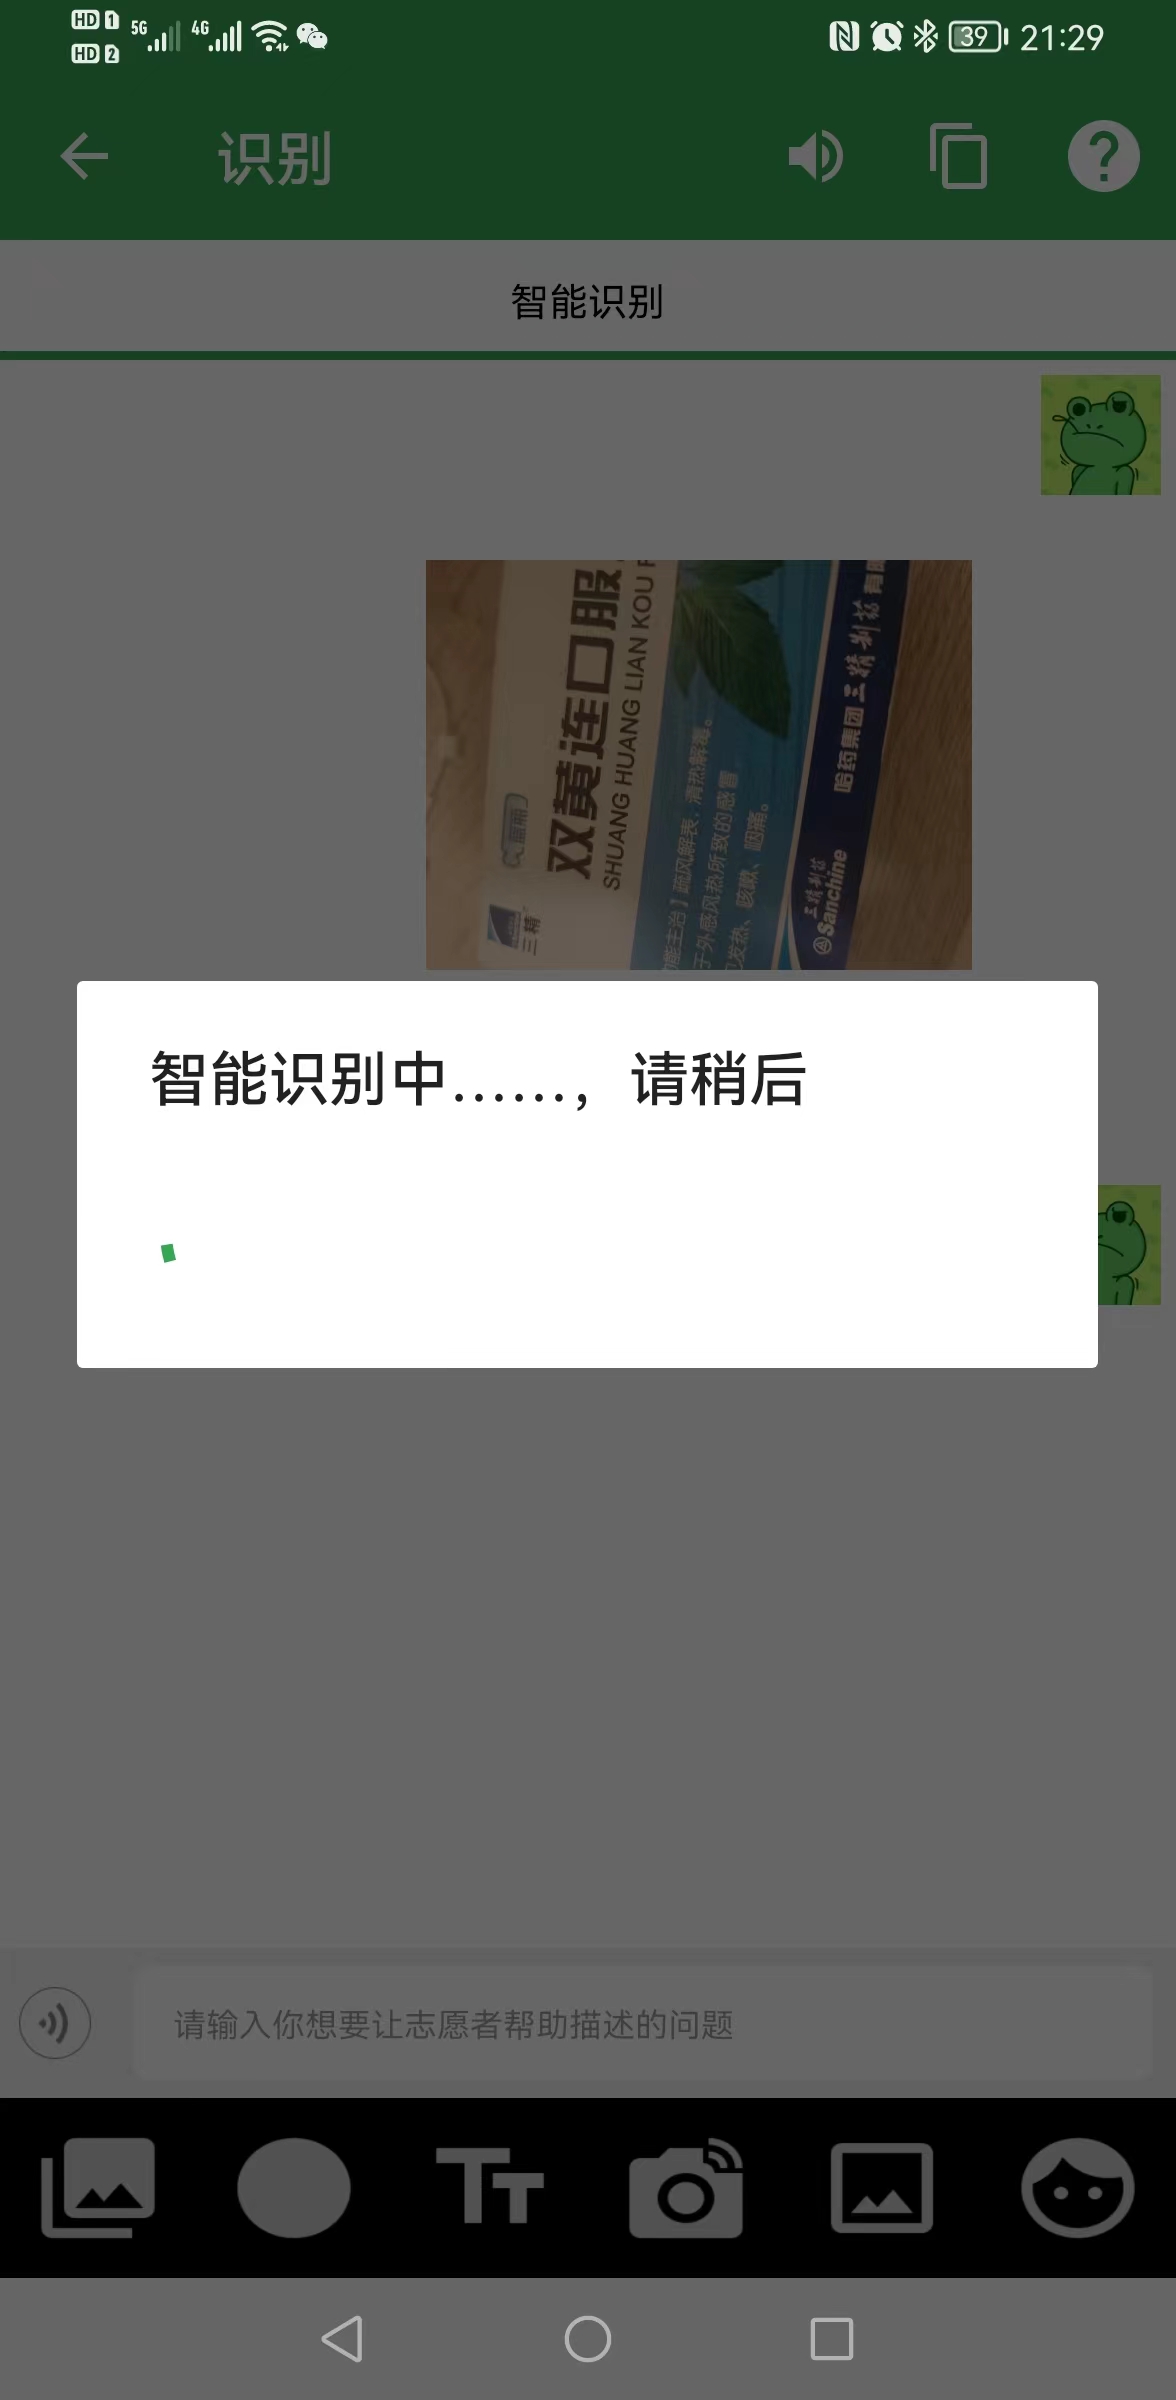 HD 1 5G 4G
HD 2
39 21:29
识别
智能识别
双黄连口服
SHUANG HUANG LIAN KOU
疏风解表，清热解毒。
于外感风热所致的感冒
发热、咳嗽、咽痛。
三精
三精制药
Sanchine
哈药集团三精制药
智能识别中......，请稍后
请输入你想要让志愿者帮助描述的问题